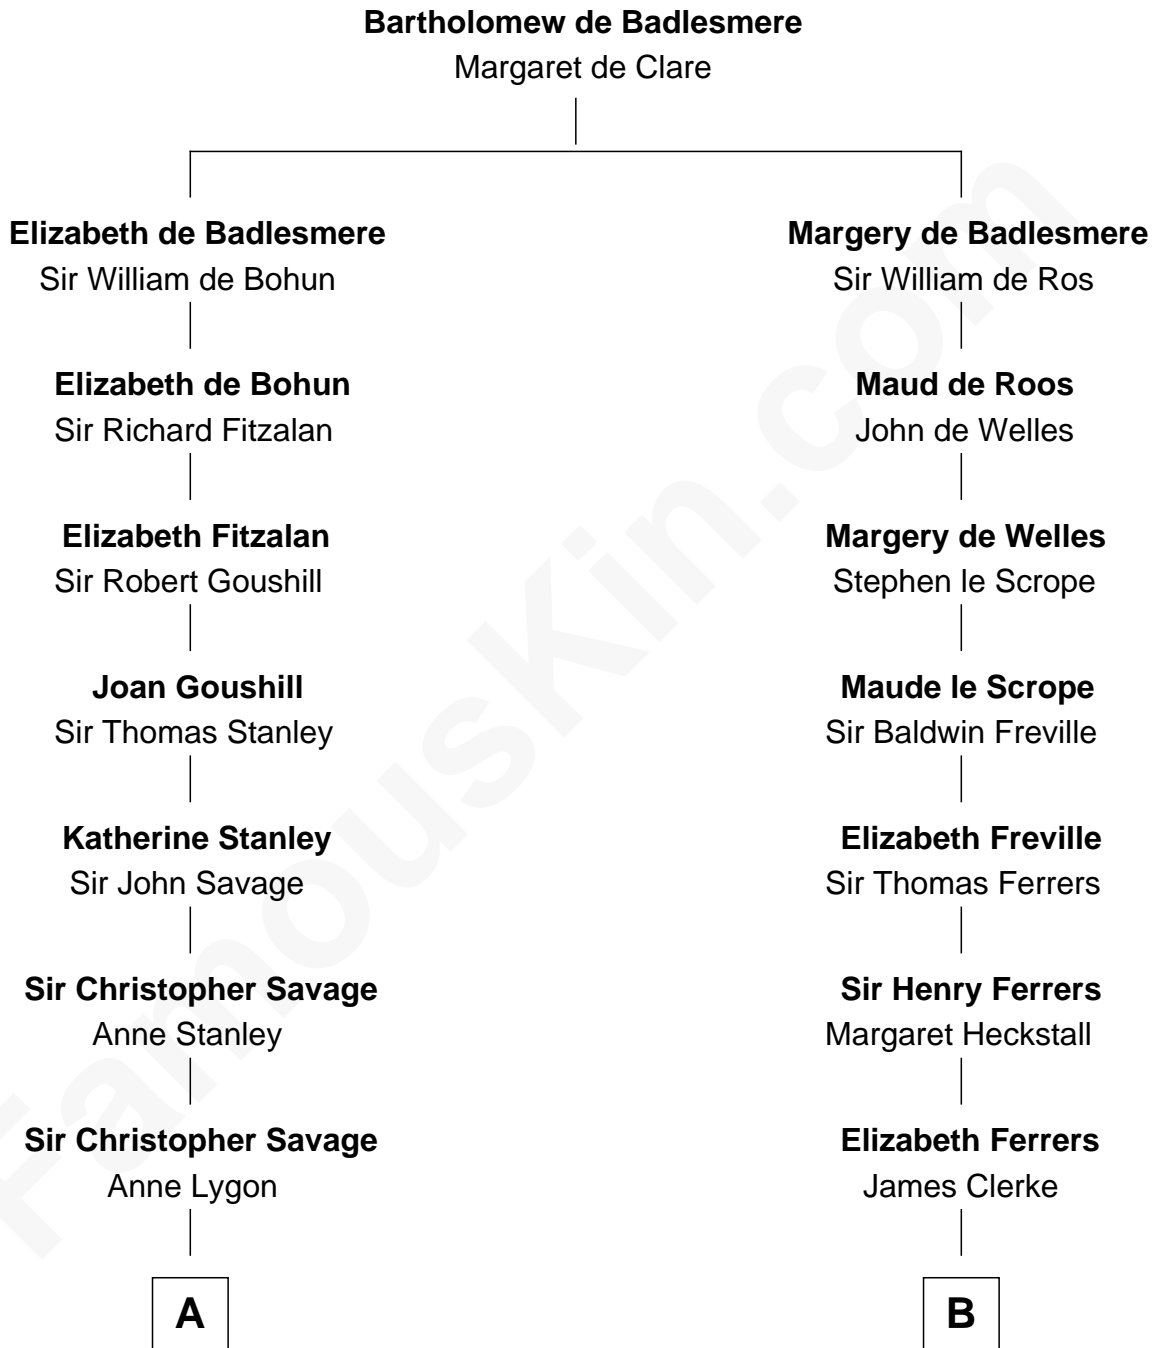 Bartholomew de Badlesmere
Margaret de Clare
Elizabeth de Badlesmere
Sir William de Bohun
Elizabeth de Bohun
Sir Richard Fitzalan
Elizabeth Fitzalan
Sir Robert Goushill
Joan Goushill
Sir Thomas Stanley
Katherine Stanley
Sir John Savage
Sir Christopher Savage
Anne Stanley
Sir Christopher Savage
Anne Lygon
A
Margery de Badlesmere
Sir William de Ros
Maud de Roos
John de Welles
Margery de Welles
Stephen le Scrope
Maude le Scrope
Sir Baldwin Freville
Elizabeth Freville
Sir Thomas Ferrers
Sir Henry Ferrers
Margaret Heckstall
Elizabeth Ferrers
James Clerke
B
FamousKin.com